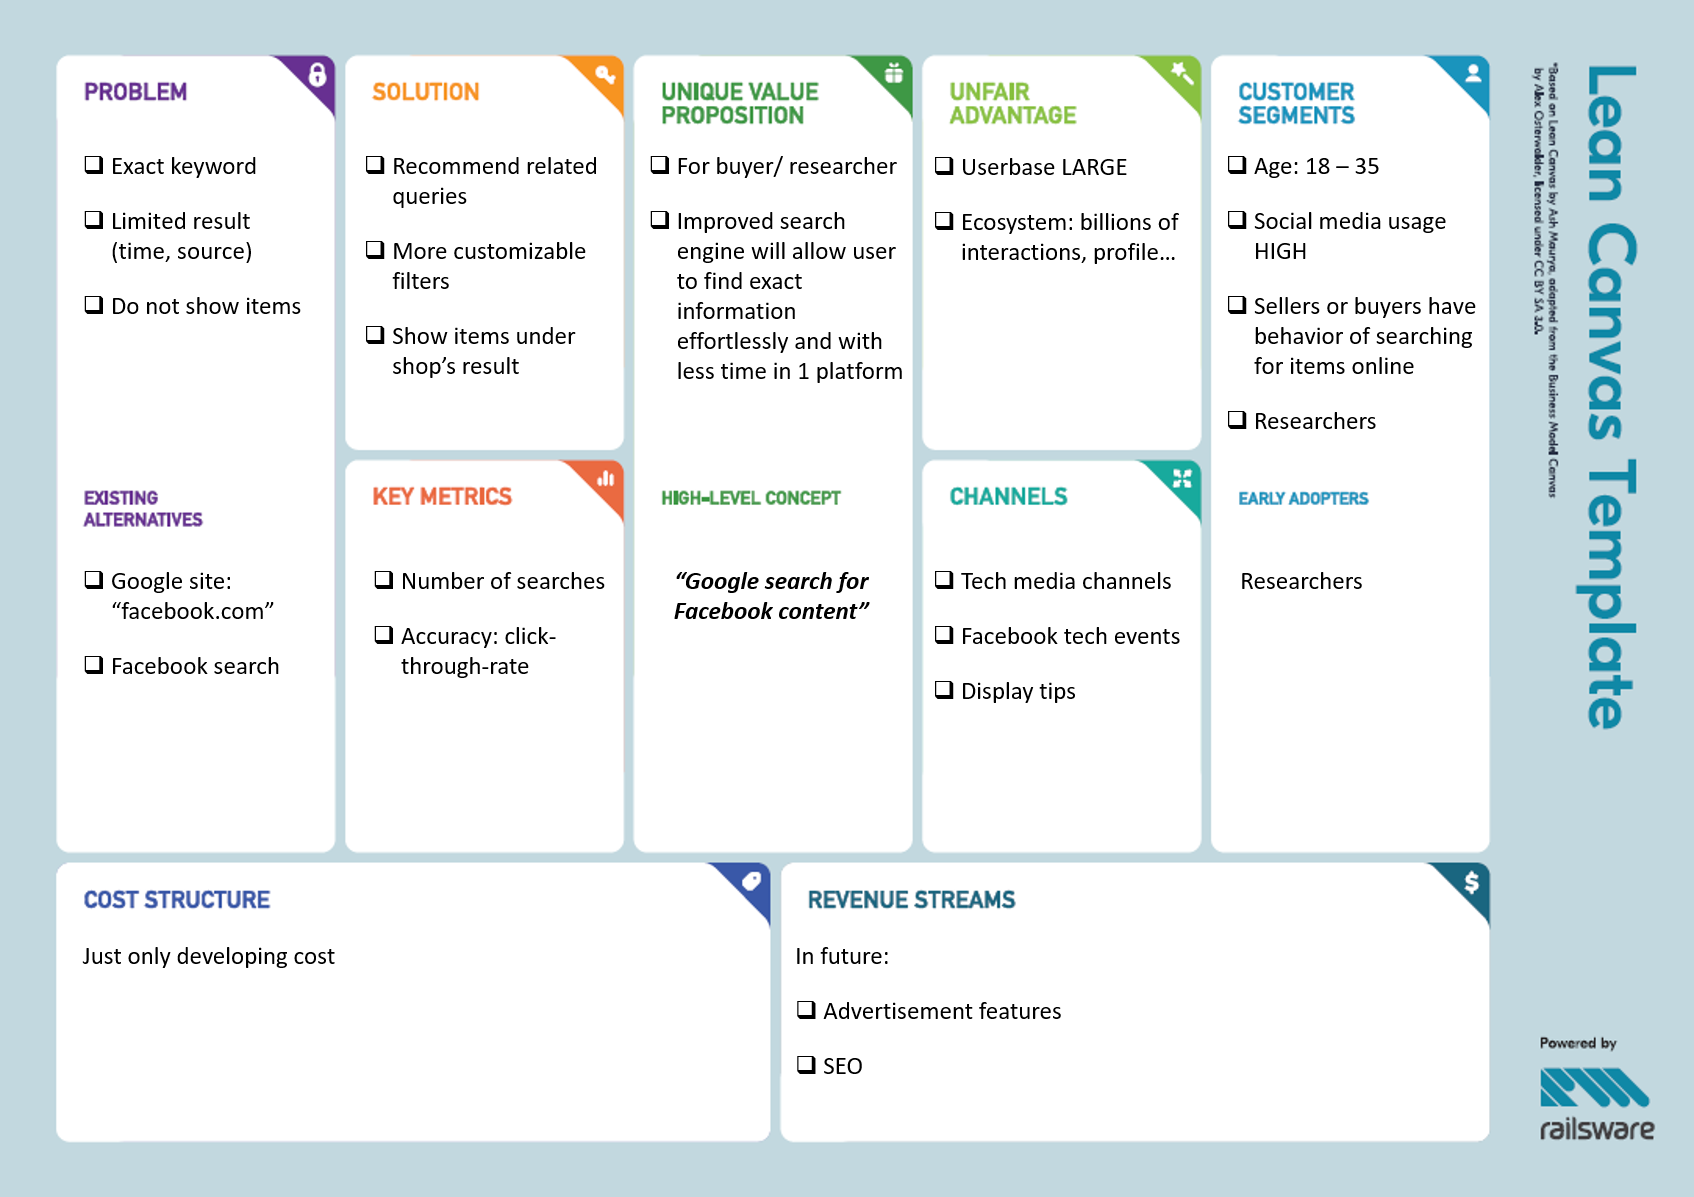 PROBLEM
❑ Exact keyword
❑ Limited result
(time, source)
❑ Do not show items
EXISTING
ALTERNATIVES
❑ Google site:
“facebook.com”
❑ Facebook search
SOLUTION
❑ Recommend related
queries
❑ More customizable
filters
❑ Show items under
shop’s result
KEY METRICS
❑ Number of searches
❑ Accuracy: click-
through-rate
UNIQUE VALUE
PROPOSITION
❑ For buyer/ researcher
❑ Improved search
engine will allow user
to find exact
information
effortlessly and with
less time in 1 platform
HIGH-LEVEL CONCEPT
“Google search for
Facebook content”
UNFAIR
ADVANTAGE
❑ Userbase LARGE
❑ Ecosystem: billions of
interactions, profile...
CHANNELS
❑ Tech media channels
❑ Facebook tech events
❑ Display tips
CUSTOMER
SEGMENTS
❑ Age: 18 – 35
❑ Social media usage
HIGH
❑ Sellers or buyers have
behavior of searching
for items online
❑ Researchers
EARLY ADOPTERS
Researchers
COST STRUCTURE
Just only developing cost
REVENUE STREAMS
In future:
❑ Advertisement features
❑ SEO
Lean Canvas Template
*Based on Lean Canvas by Ash Maurya, adapted from the Business Model Canvas
by Alex Osterwalder, licensed under CC BY SA 3.0.
Powered by
railsware